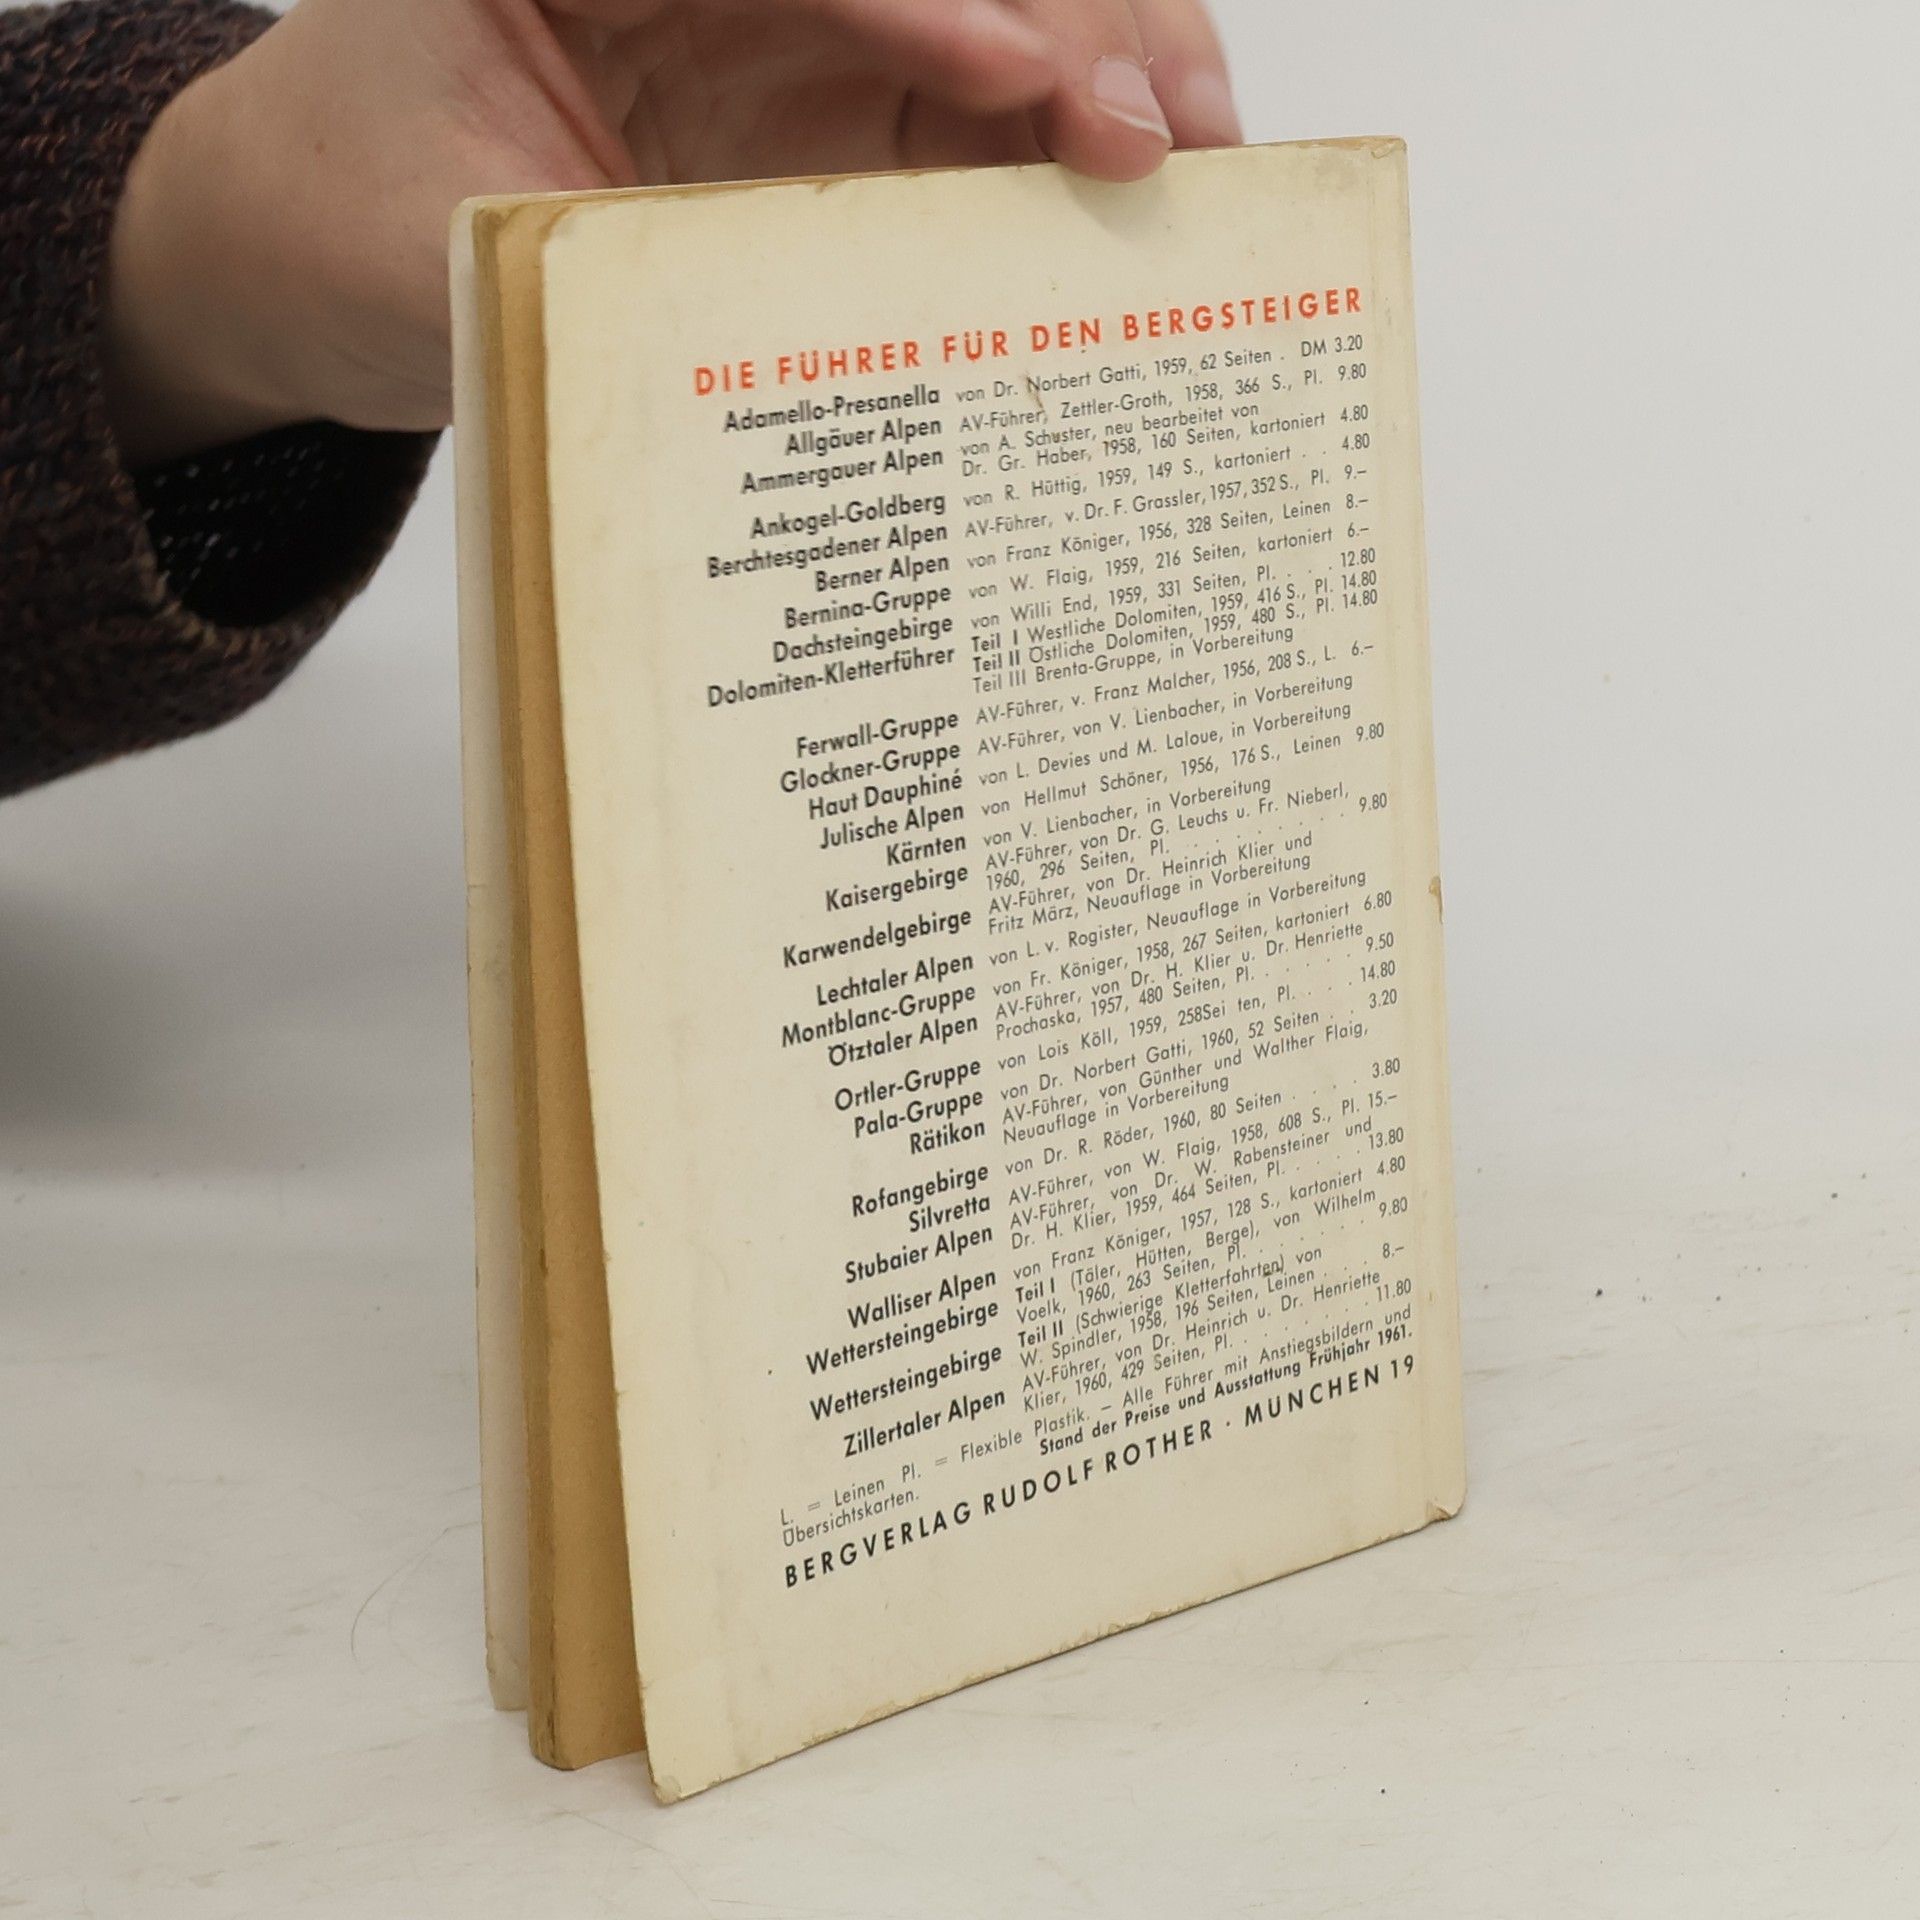 DIE FÜHRER FÜR DEN BERGSTEIGER
Adamello-Presanella von Dr. Norbert Gatti, 1959, 62 Seiten . DM 3.20
Allgäuer Alpen AV-Führer, Zettler-Groth, 1958, 366 S., Pl. 9.80
Ammergauer Alpen von A. Schuster, neu bearbeitet von
Dr. Gr. Haber, 1958, 160 Seiten, kartoniert 4.80
Ankogel-Goldberg von R. Hüttig, 1959, 149 S., kartoniert . . 4.80
Berchtesgadener Alpen AV-Führer, v. Dr. F. Grassler, 1957, 352 S., Pl. 9.–
Berner Alpen von Franz Königer, 1956, 328 Seiten, Leinen 8.–
Bernina-Gruppe von W. Flaig, 1959, 216 Seiten, kartoniert 6.–
Dachsteingebirge von Willi End, 1959, 331 Seiten, Pl. . . . 12.80
Dolomiten-Kletterführer Teil I Westliche Dolomiten, 1959, 416 S., Pl. 14.80
Teil II Östliche Dolomiten, 1959, 480 S., Pl. 14.80
Teil III Brenta-Gruppe, in Vorbereitung
Ferwall-Gruppe AV-Führer, v. Franz Malcher, 1956, 208 S., L. 6.–
Glockner-Gruppe AV-Führer, von V. Lienbacher, in Vorbereitung
Haut Dauphiné von L. Devies und M. Laloue, in Vorbereitung
Julische Alpen von Hellmut Schöner, 1956, 176 S., Leinen 9.80
Kärnten von V. Lienbacher, in Vorbereitung
Kaisergebirge AV-Führer, von Dr. G. Leuchs u. Fr. Nieberl,
1960, 296 Seiten, Pl. . . . . . . . . 9.80
Karwendelgebirge AV-Führer, von Dr. Heinrich Klier und
Fritz März, Neuauflage in Vorbereitung
Lechtaler Alpen von L. v. Rogister, Neuauflage in Vorbereitung
Montblanc-Gruppe von Fr. Königer, 1958, 267 Seiten, kartoniert 6.80
Ötztaler Alpen AV-Führer, von Dr. H. Klier u. Dr. Henriette
Prochaska, 1957, 480 Seiten, Pl. . . . . . 9.50
Ortler-Gruppe von Lois Köll, 1959, 258Sei ten, Pl. . . . 14.80
Pala-Gruppe von Dr. Norbert Gatti, 1960, 52 Seiten . . 3.20
Rätikon AV-Führer, von Günther und Walther Flaig,
Neuauflage in Vorbereitung
Rofangebirge von Dr. R. Röder, 1960, 80 Seiten . . . . 3.80
Silvretta AV-Führer, von W. Flaig, 1958, 608 S., Pl. 15.–
Stubaier Alpen AV-Führer, von Dr. W. Rabensteiner und
Dr. H. Klier, 1959, 464 Seiten, Pl. . . . . 13.80
Walliser Alpen von Franz Königer, 1957, 128 S., kartoniert 4.80
Wettersteingebirge Teil I (Täler, Hütten, Berge), von Wilhelm
Voelk, 1960, 263 Seiten, Pl. . . . . . . 9.80
Wettersteingebirge Teil II (Schwierige Kletterfahrten) von
W. Spindler, 1958, 196 Seiten, Leinen . . . 8.–
Zillertaler Alpen AV-Führer, von Dr. Heinrich u. Dr. Henriette
Klier, 1960, 429 Seiten, Pl. . . . . . . 11.80
L. = Leinen Pl. = Flexible Plastik. – Alle Führer mit Anstiegsbildern und
Übersichtskarten. Stand der Preise und Ausstattung Frühjahr 1961.
BERGVERLAG RUDOLF ROTHER · MÜNCHEN 19